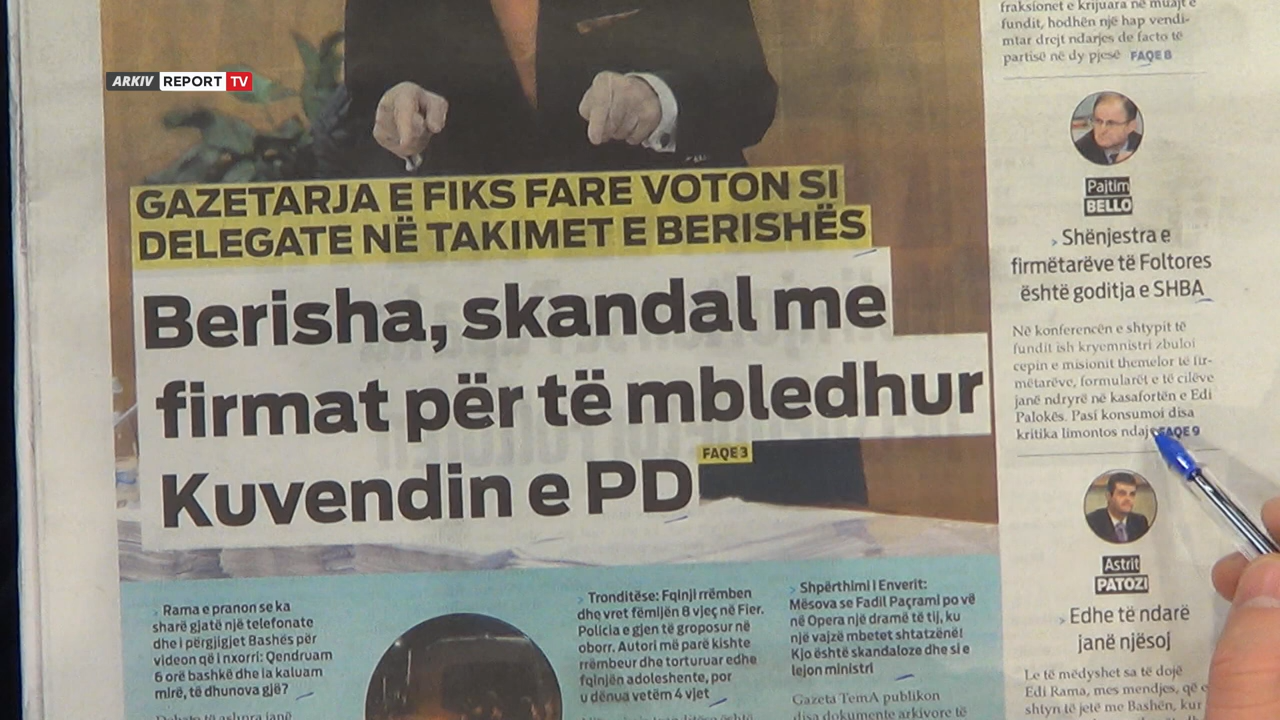 ARKIV REPORT TV
GAZETARJA E FIKS FARE VOTON SI
DELEGATE NË TAKIMET E BERISHËS
Berisha, skandal me
firmat për të mbledhur
Kuvendin e PD
FAQE 3
fraksionet e krijuara në muajt e
fundit, hodhën një hap vendi-
mtar drejt ndarjes de facto të
partisë në dy pjesë FAQE 8
Pajtim
BELLO
› Shënjestra e
firmëtarëve të Foltores
është goditja e SHBA
Në konferencën e shtypit të
fundit ish kryemnistri zbuloi
cepin e misionit themelor të fir-
mëtarëve, formularët e të cilëve
janë ndryrë në kasafortën e Edi
Palokës. Pasi konsumoi disa
kritika limontos ndaj FAQE 9
Astrit
PATOZI
› Edhe të ndarë
janë njësoj
Le të mëdyshet sa të dojë
Edi Rama, mes mendjes, që e
shtyn të jetë me Bashën, kur
› Rama e pranon se ka
sharë gjatë një telefonate
dhe i përgjigjet Bashës për
videon që i nxorri: Qendruam
6 orë bashkë dhe ia kaluam
mirë, të dhunova gjë?
› Tronditëse: Fqinji rrëmben
dhe vret fëmijën 8 vjeç në Fier.
Policia e gjen të groposur në
oborr. Autori më parë kishte
rrëmbeur dhe torturuar edhe
fqinjën adoleshente, por
u dënua vetëm 4 vjet
› Shpërthimi i Enverit:
Mësova se Fadil Paçrami po vë
në Opera një dramë të tij, ku
një vajzë mbetet shtatzënë!
Kjo është skandaloze dhe si e
lejon ministri
Gazeta TemA publikon
disa dokumente arkivore të